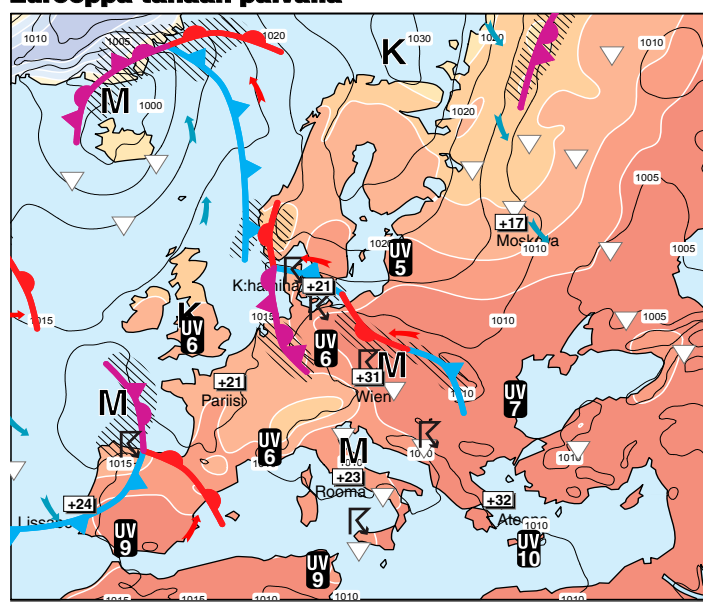 Eurooppa tänään päivällä
1010
1005
1020
K
1030
1020
1010
M
1000
1020
1005
+17
Moskova
1010
1005
UV
5
K:hamina
+21
1015
1015
K
UV
6
UV
6
1010
1005
M
+31
Wien
+21
Pariisi
1010
UV
7
M
1015
UV
6
M
+23
Rooma
1010
+24
Lissabon
+32
Ateena
1010
UV
9
UV
10
UV
9
1015
1015
1010
1010
1010